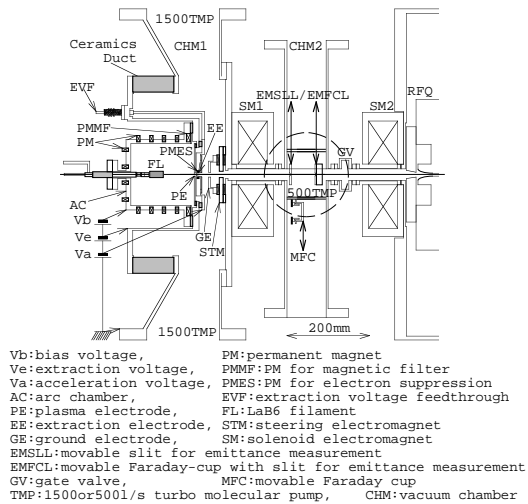 1500TMP
Ceramics
Duct
CHM1
CHM2
EVF
EMSLL/EMFCL
RFQ
SM1
SM2
PMMF
EE
PM
PMES
GV
FL
500TMP
AC
PE
Vb
GE
Ve
STM
Va
MFC
1500TMP
200mm
Vb:bias voltage, PM:permanent magnet
Ve:extraction voltage, PMMF:PM for magnetic filter
Va:acceleration voltage, PMES:PM for electron suppression
AC:arc chamber, EVF:extraction voltage feedthrough
PE:plasma electrode, FL:LaB6 filament
EE:extraction electrode, STM:steering electromagnet
GE:ground electrode, SM:solenoid electromagnet
EMSLL:movable slit for emittance measurement
EMFCL:movable Faraday-cup with slit for emittance measurement
GV:gate valve, MFC:movable Faraday cup
TMP:1500or500l/s turbo molecular pump, CHM:vacuum chamber